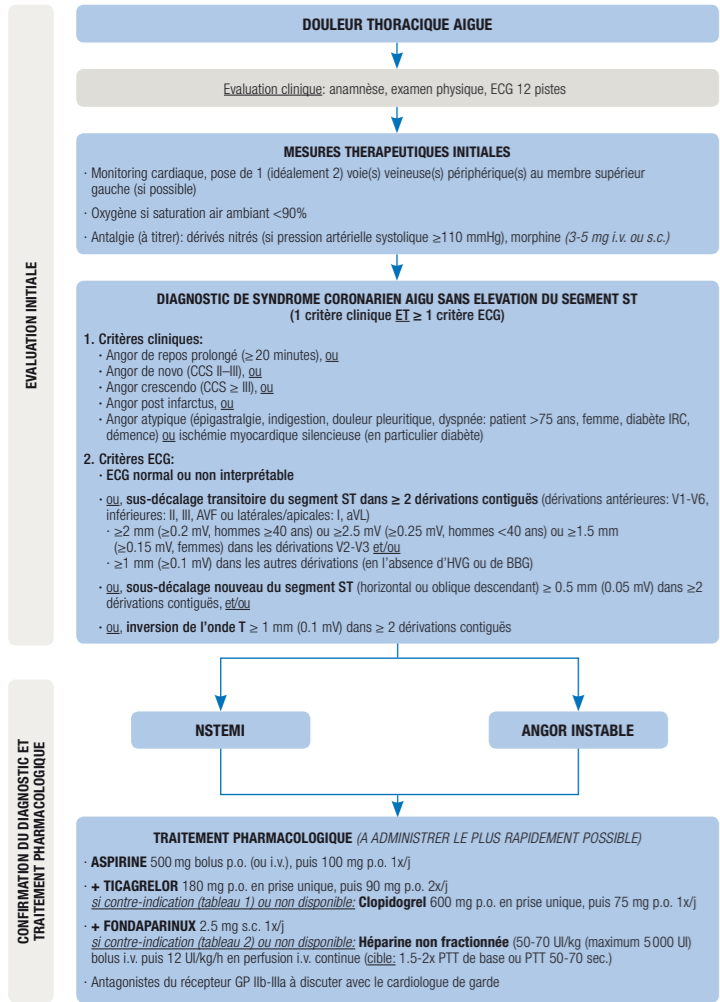 DOULEUR THORACIQUE AIGUE
Evaluation clinique: anamnèse, examen physique, ECG 12 pistes
MESURES THERAPEUTIQUES INITIALES
· Monitoring cardiaque, pose de 1 (idéalement 2) voie(s) veineuse(s) périphérique(s) au membre supérieur
gauche (si possible)
· Oxygène si saturation air ambiant <90%
· Antalgie (à titrer): dérivés nitrés (si pression artérielle systolique ≥110 mmHg), morphine (3-5 mg i.v. ou s.c.)
EVALUATION INITIALE
DIAGNOSTIC DE SYNDROME CORONARIEN AIGU SANS ELEVATION DU SEGMENT ST
(1 critère clinique ET ≥ 1 critère ECG)
1. Critères cliniques:
· Angor de repos prolongé (≥ 20 minutes), ou
· Angor de novo (CCS II–III), ou
· Angor crescendo (CCS ≥ III), ou
· Angor post infarctus, ou
· Angor atypique (épigastralgie, indigestion, douleur pleuritique, dyspnée: patient >75 ans, femme, diabète IRC,
démence) ou ischémie myocardique silencieuse (en particulier diabète)
2. Critères ECG:
· ECG normal ou non interprétable
· ou, sus-décalage transitoire du segment ST dans ≥ 2 dérivations contiguës (dérivations antérieures: V1-V6,
inférieures: II, III, AVF ou latérales/apicales: I, aVL)
· ≥2 mm (≥0.2 mV, hommes ≥40 ans) ou ≥2.5 mV (≥0.25 mV, hommes <40 ans) ou ≥1.5 mm
(≥0.15 mV, femmes) dans les dérivations V2-V3 et/ou
· ≥1 mm (≥0.1 mV) dans les autres dérivations (en l'absence d'HVG ou de BBG)
· ou, sous-décalage nouveau du segment ST (horizontal ou oblique descendant) ≥ 0.5 mm (0.05 mV) dans ≥2
dérivations contiguës, et/ou
· ou, inversion de l'onde T ≥ 1 mm (0.1 mV) dans ≥ 2 dérivations contiguës
NSTEMI
ANGOR INSTABLE
CONFIRMATION DU DIAGNOSTIC ET
TRAITEMENT PHARMACOLOGIQUE
TRAITEMENT PHARMACOLOGIQUE (A ADMINISTRER LE PLUS RAPIDEMENT POSSIBLE)
· ASPIRINE 500 mg bolus p.o. (ou i.v.), puis 100 mg p.o. 1x/j
· + TICAGRELOR 180 mg p.o. en prise unique, puis 90 mg p.o. 2x/j
si contre-indication (tableau 1) ou non disponible: Clopidogrel 600 mg p.o. en prise unique, puis 75 mg p.o. 1x/j
· + FONDAPARINUX 2.5 mg s.c. 1x/j
si contre-indication (tableau 2) ou non disponible: Héparine non fractionnée (50-70 UI/kg (maximum 5000 UI)
bolus i.v. puis 12 UI/kg/h en perfusion i.v. continue (cible: 1.5-2x PTT de base ou PTT 50-70 sec.)
· Antagonistes du récepteur GP IIb-IIIa à discuter avec le cardiologue de garde